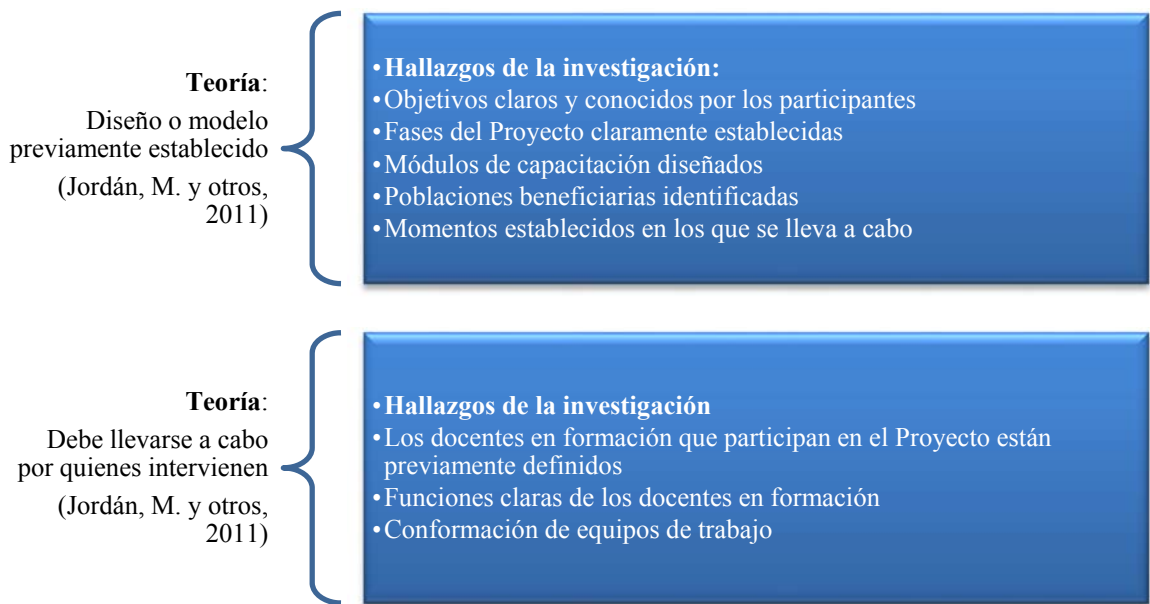 Teoría:
Diseño o modelo
previamente establecido
(Jordán, M. y otros,
2011)
•Hallazgos de la investigación:
•Objetivos claros y conocidos por los participantes
•Fases del Proyecto claramente establecidas
•Módulos de capacitación diseñados
•Poblaciones beneficiarias identificadas
•Momentos establecidos en los que se lleva a cabo
Teoría:
Debe llevarse a cabo
por quienes intervienen
(Jordán, M. y otros,
2011)
•Hallazgos de la investigación
•Los docentes en formación que participan en el Proyecto están
previamente definidos
•Funciones claras de los docentes en formación
•Conformación de equipos de trabajo